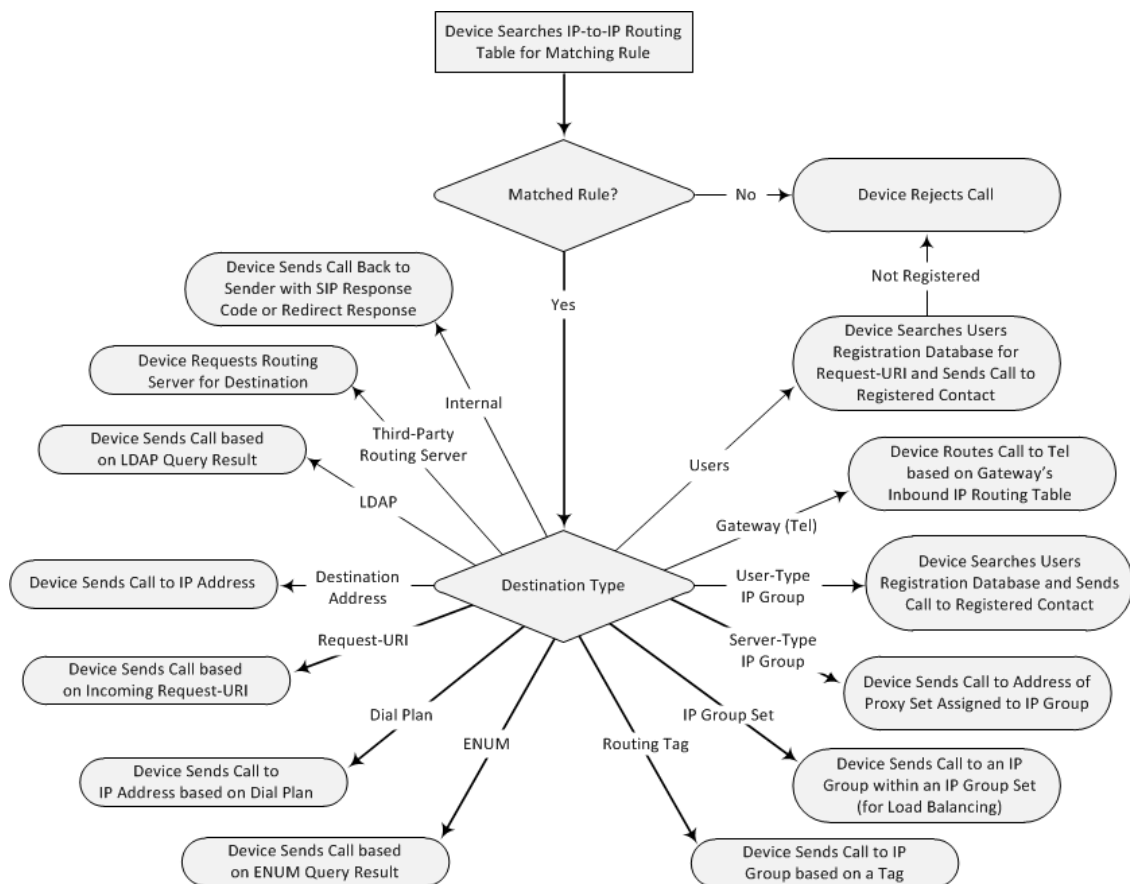 Device Searches IP-to-IP Routing
Table for Matching Rule
Matched Rule?
No
Device Rejects Call
Not Registered
Yes
Device Sends Call Back to
Sender with SIP Response
Code or Redirect Response
Device Searches Users
Registration Database for
Request-URI and Sends Call to
Registered Contact
Device Requests Routing
Server for Destination
Internal
Third-Party
Routing Server
Users
Device Sends Call based
on LDAP Query Result
LDAP
Device Routes Call to Tel
based on Gateway's
Inbound IP Routing Table
Gateway (Tel)
Destination Type
Device Sends Call to IP Address
Destination
Address
User-Type
IP Group
Device Searches Users
Registration Database and Sends
Call to Registered Contact
Request-URI
Device Sends Call based
on Incoming Request-URI
Server-Type
IP Group
Device Sends Call to Address of
Proxy Set Assigned to IP Group
Dial Plan
ENUM
Routing Tag
IP Group Set
Device Sends Call to
IP Address based on Dial Plan
Device Sends Call to an IP
Group within an IP Group Set
(for Load Balancing)
Device Sends Call based
on ENUM Query Result
Device Sends Call to IP
Group based on a Tag